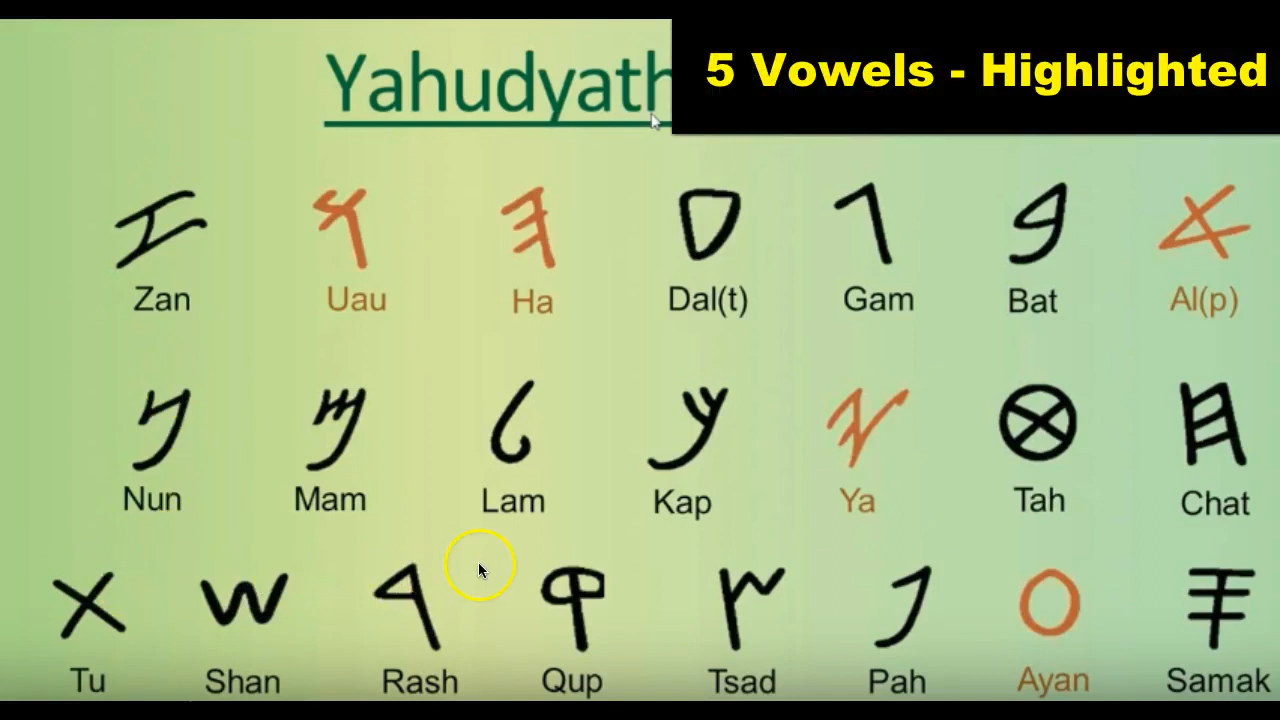 Yahudyath
5 Vowels - Highlighted
𐤆 𐤅 𐤄 𐤃 𐤂 𐤁 𐤀
Zan Uau Ha Dal(t) Gam Bat Al(p)
𐤍 𐤌 𐤋 𐤊 𐤉 𐤈 𐤇
Nun Mam Lam Kap Ya Tah Chat
𐤕 𐤔 𐤓 𐤒 𐤑 𐤐 𐤏 𐤎
Tu Shan Rash Qup Tsad Pah Ayan Samak